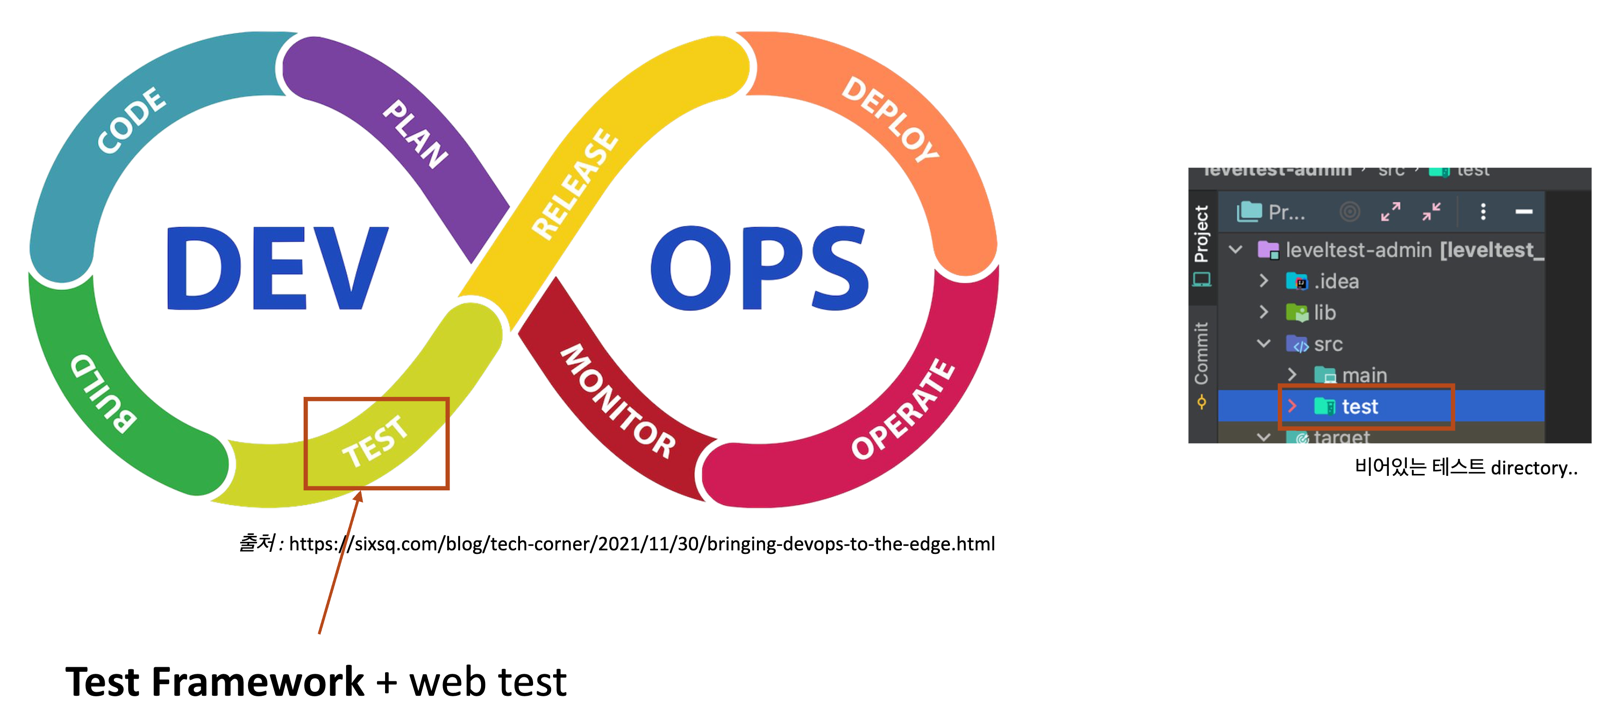 CODE
PLAN
RELEASE
DEPLOY
DEV
OPS
BUILD
TEST
MONITOR
OPERATE
출처 : https://sixsq.com/blog/tech-corner/2021/11/30/bringing-devops-to-the-edge.html
Test Framework + web test
leveltest-admin › src › test
Project
Commit
Pr...
leveltest-admin [leveltest_
.idea
lib
src
main
test
target
비어있는 테스트 directory..